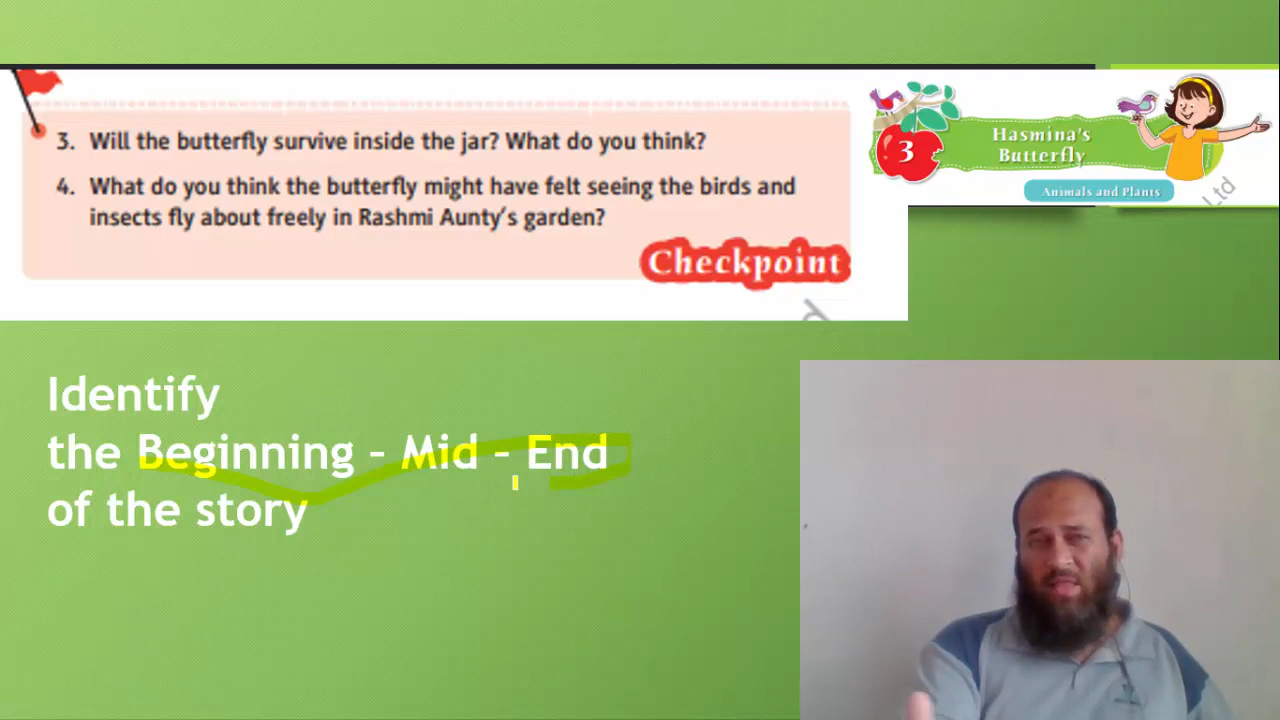 3. Will the butterfly survive inside the jar? What do you think?
4. What do you think the butterfly might have felt seeing the birds and
insects fly about freely in Rashmi Aunty's garden?
Checkpoint
3
Hasmina's
Butterfly
Animals and Plants
Ltd
d
Identify
the Beginning – Mid – End
of the story